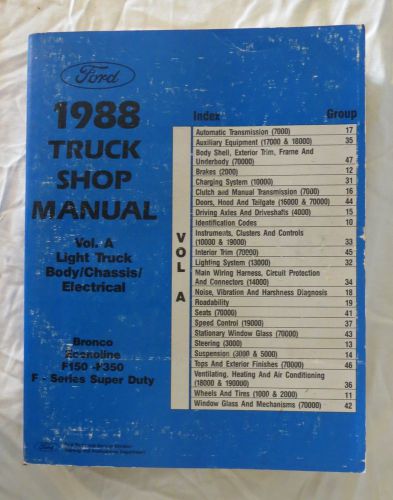 Ford
1988
TRUCK
SHOP
MANUAL
Vol. A
Light Truck
Body/Chassis/
Electrical
Bronco
Econoline
F150-F350
F - Series Super Duty
Ford
VOL A
Index Group
Automatic Transmission (7000) 17
Auxiliary Equipment (17000 & 18000) 35
Body Shell, Exterior Trim, Frame And
Underbody (70000) 47
Brakes (2000) 12
Charging System (10000) 31
Clutch and Manual Transmission (7000) 16
Doors, Hood And Tailgate (16000 & 70000) 44
Driving Axles And Driveshafts (4000) 15
Identification Codes 10
Instruments, Clusters And Controls
(10000 & 19000) 33
Interior Trim (70000) 45
Lighting System (13000) 32
Main Wiring Harness, Circuit Protection
And Connectors (14000) 34
Noise, Vibration And Harshness Diagnosis 18
Roadability 19
Seats (70000) 41
Speed Control (19000) 37
Stationary Window Glass (70000) 43
Steering (3000) 13
Suspension (3000 & 5000) 14
Tops And Exterior Finishes (70000) 46
Ventilating, Heating And Air Conditioning
(18000 & 19000) 36
Wheels And Tires (1000 & 2000) 11
Window Glass And Mechanisms (70000) 42